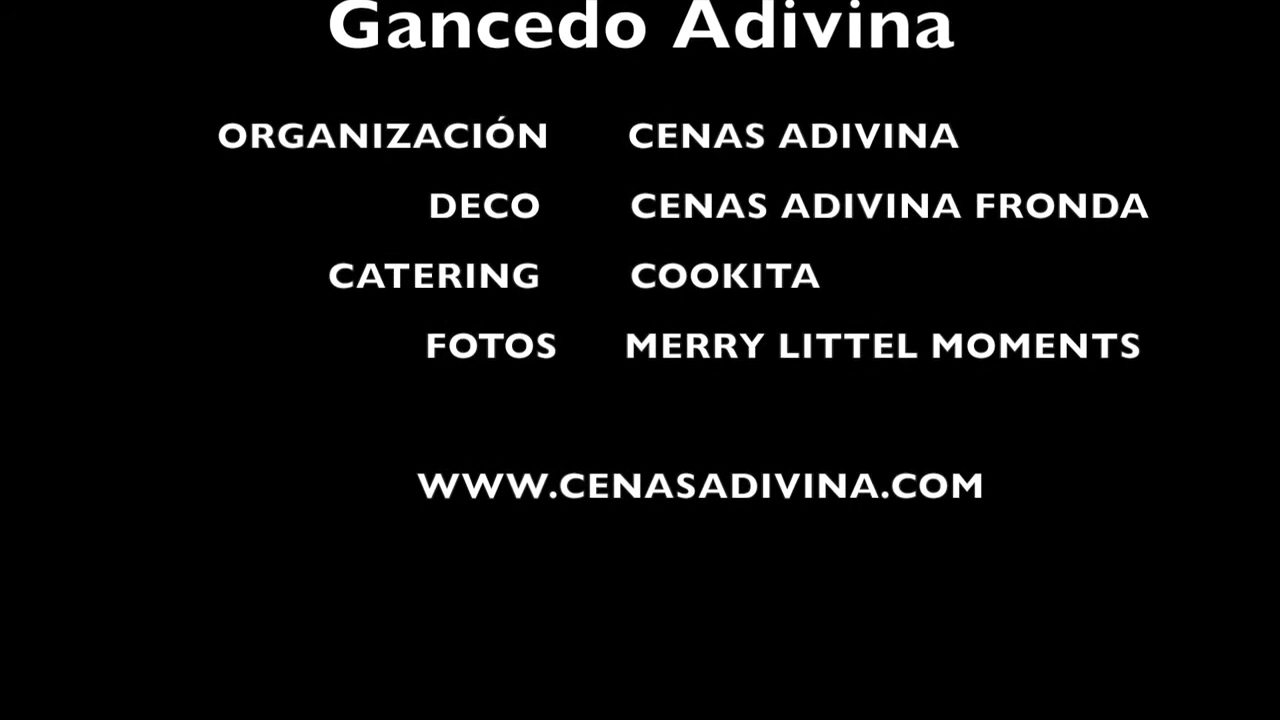 Gancedo Adivina
ORGANIZACIÓN CENAS ADIVINA
DECO CENAS ADIVINA FRONDA
CATERING COOKITA
FOTOS MERRY LITTEL MOMENTS
WWW.CENASADIVINA.COM